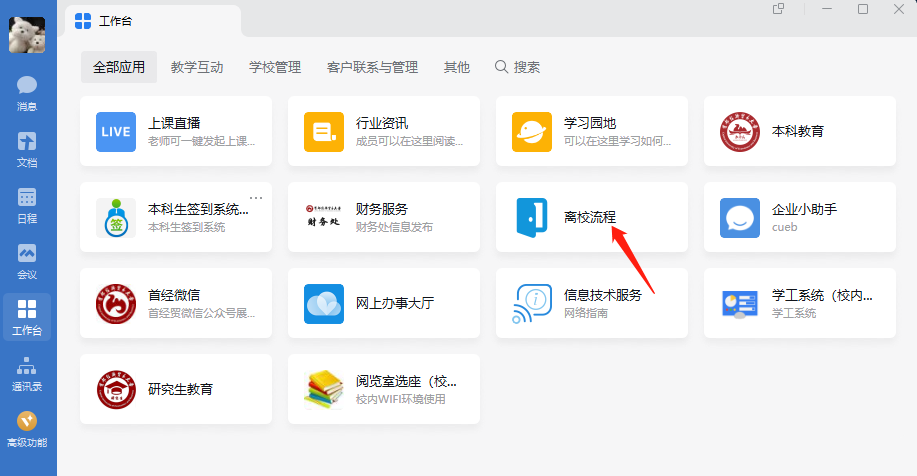 工作台
消息
文档
日程
会议
工作台
通讯录
高级功能
全部应用 教学互动 学校管理 客户联系与管理 其他 搜索
LIVE
上课直播
老师可一键发起上课...
行业资讯
成员可以在这里阅读...
学习园地
可以在这里学习如何...
本科教育
签
本科生签到系统...
本科生签到系统
财务处
财务服务
财务处信息发布
离校流程
企业小助手
cueb
首经微信
首经贸微信公众号展...
网上办事大厅
信息技术服务
网络指南
学工系统（校内...
学工系统
研究生教育
阅览室选座（校...
校内WIFI环境使用